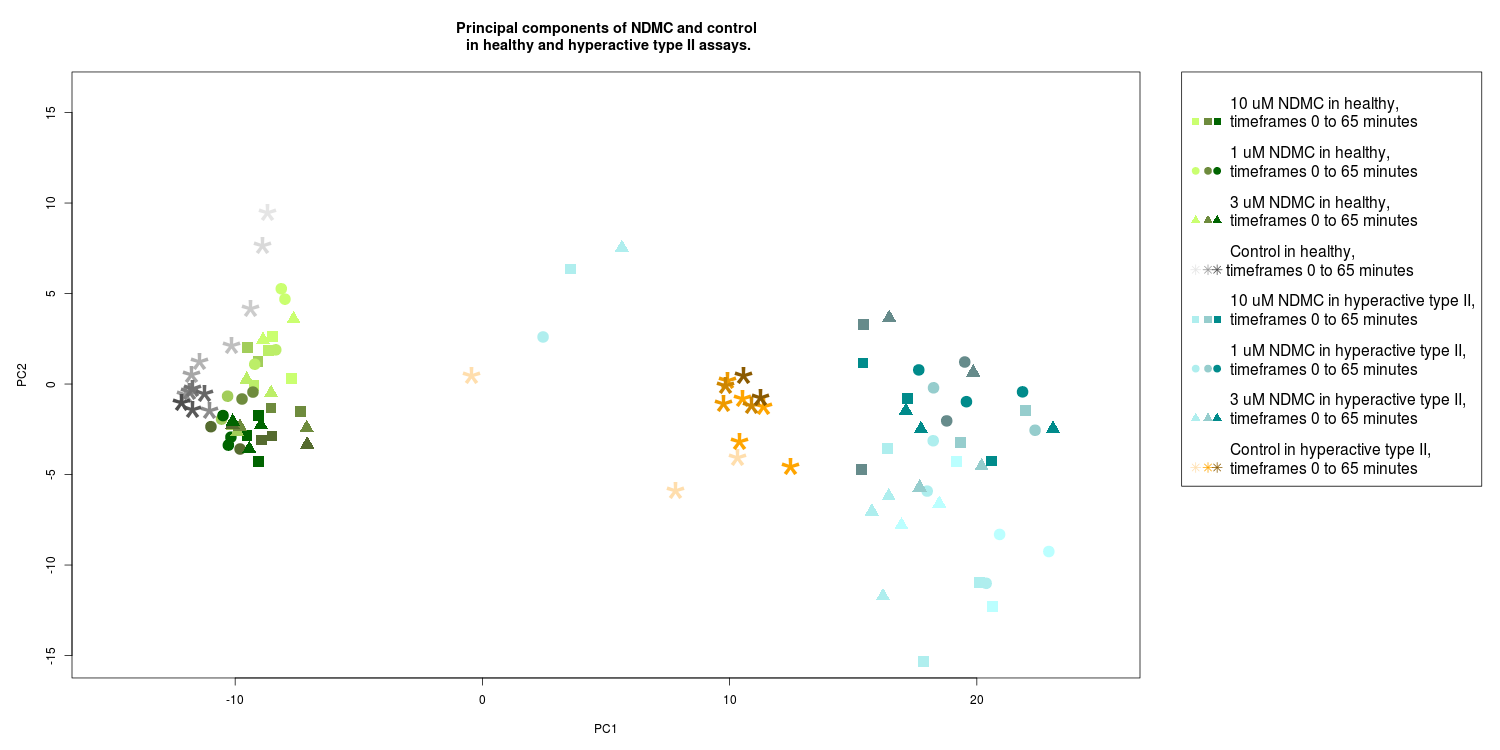 Principal components of NDMC and control
in healthy and hyperactive type II assays.
15
10
5
0
-5
-10
-15
PC2
-10
0
10
20
PC1
10 uM NDMC in healthy,
timeframes 0 to 65 minutes
1 uM NDMC in healthy,
timeframes 0 to 65 minutes
3 uM NDMC in healthy,
timeframes 0 to 65 minutes
Control in healthy,
timeframes 0 to 65 minutes
10 uM NDMC in hyperactive type II,
timeframes 0 to 65 minutes
1 uM NDMC in hyperactive type II,
timeframes 0 to 65 minutes
3 uM NDMC in hyperactive type II,
timeframes 0 to 65 minutes
Control in hyperactive type II,
timeframes 0 to 65 minutes